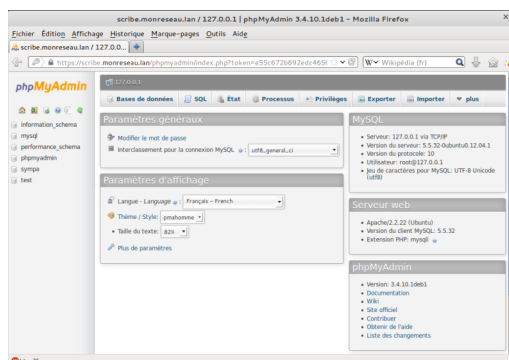 scribe.monreseau.lan / 127.0.0.1 | phpMyAdmin 3.4.10.1deb1 - Mozilla Firefox
Fichier Édition Affichage Historique Marque-pages Outils Aide
scribe.monreseau.lan / 127.0.0...
https://scribe.monreseau.lan/phpmyadmin/index.php?token=e55c672b692edc465
Wikipédia (fr)
phpMyAdmin
information_schema
mysql
performance_schema
phpmyadmin
sympa
test
127.0.0.1
Bases de données SQL État Processus Privilèges Exporter Importer plus
Paramètres généraux
Modifier le mot de passe
Interclassement pour la connexion MySQL : utf8_general_ci
Paramètres d'affichage
Langue - Language : Français - French
Thème / Style: pmahomme
Taille du texte: 82%
Plus de paramètres
MySQL
Serveur: 127.0.0.1 via TCP/IP
Version du serveur: 5.5.32-0ubuntu0.12.04.1
Version du protocole: 10
Utilisateur: root@127.0.0.1
Jeu de caractères pour MySQL: UTF-8 Unicode
(utf8)
Serveur web
Apache/2.2.22 (Ubuntu)
Version du client MySQL: 5.5.32
Extension PHP: mysqli
phpMyAdmin
Version: 3.4.10.1deb1
Documentation
Wiki
Site officiel
Contribuer
Obtenir de l'aide
Liste des changements